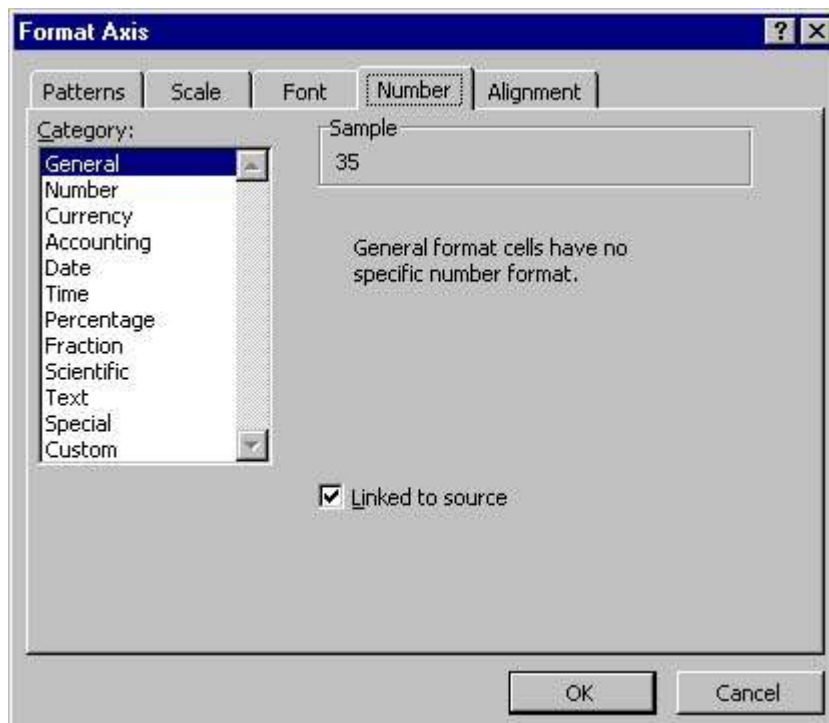 Format Axis
?
Patterns Scale Font Number Alignment
Category:
General
Number
Currency
Accounting
Date
Time
Percentage
Fraction
Scientific
Text
Special
Custom
Sample
35
General format cells have no
specific number format.
Linked to source
OK Cancel